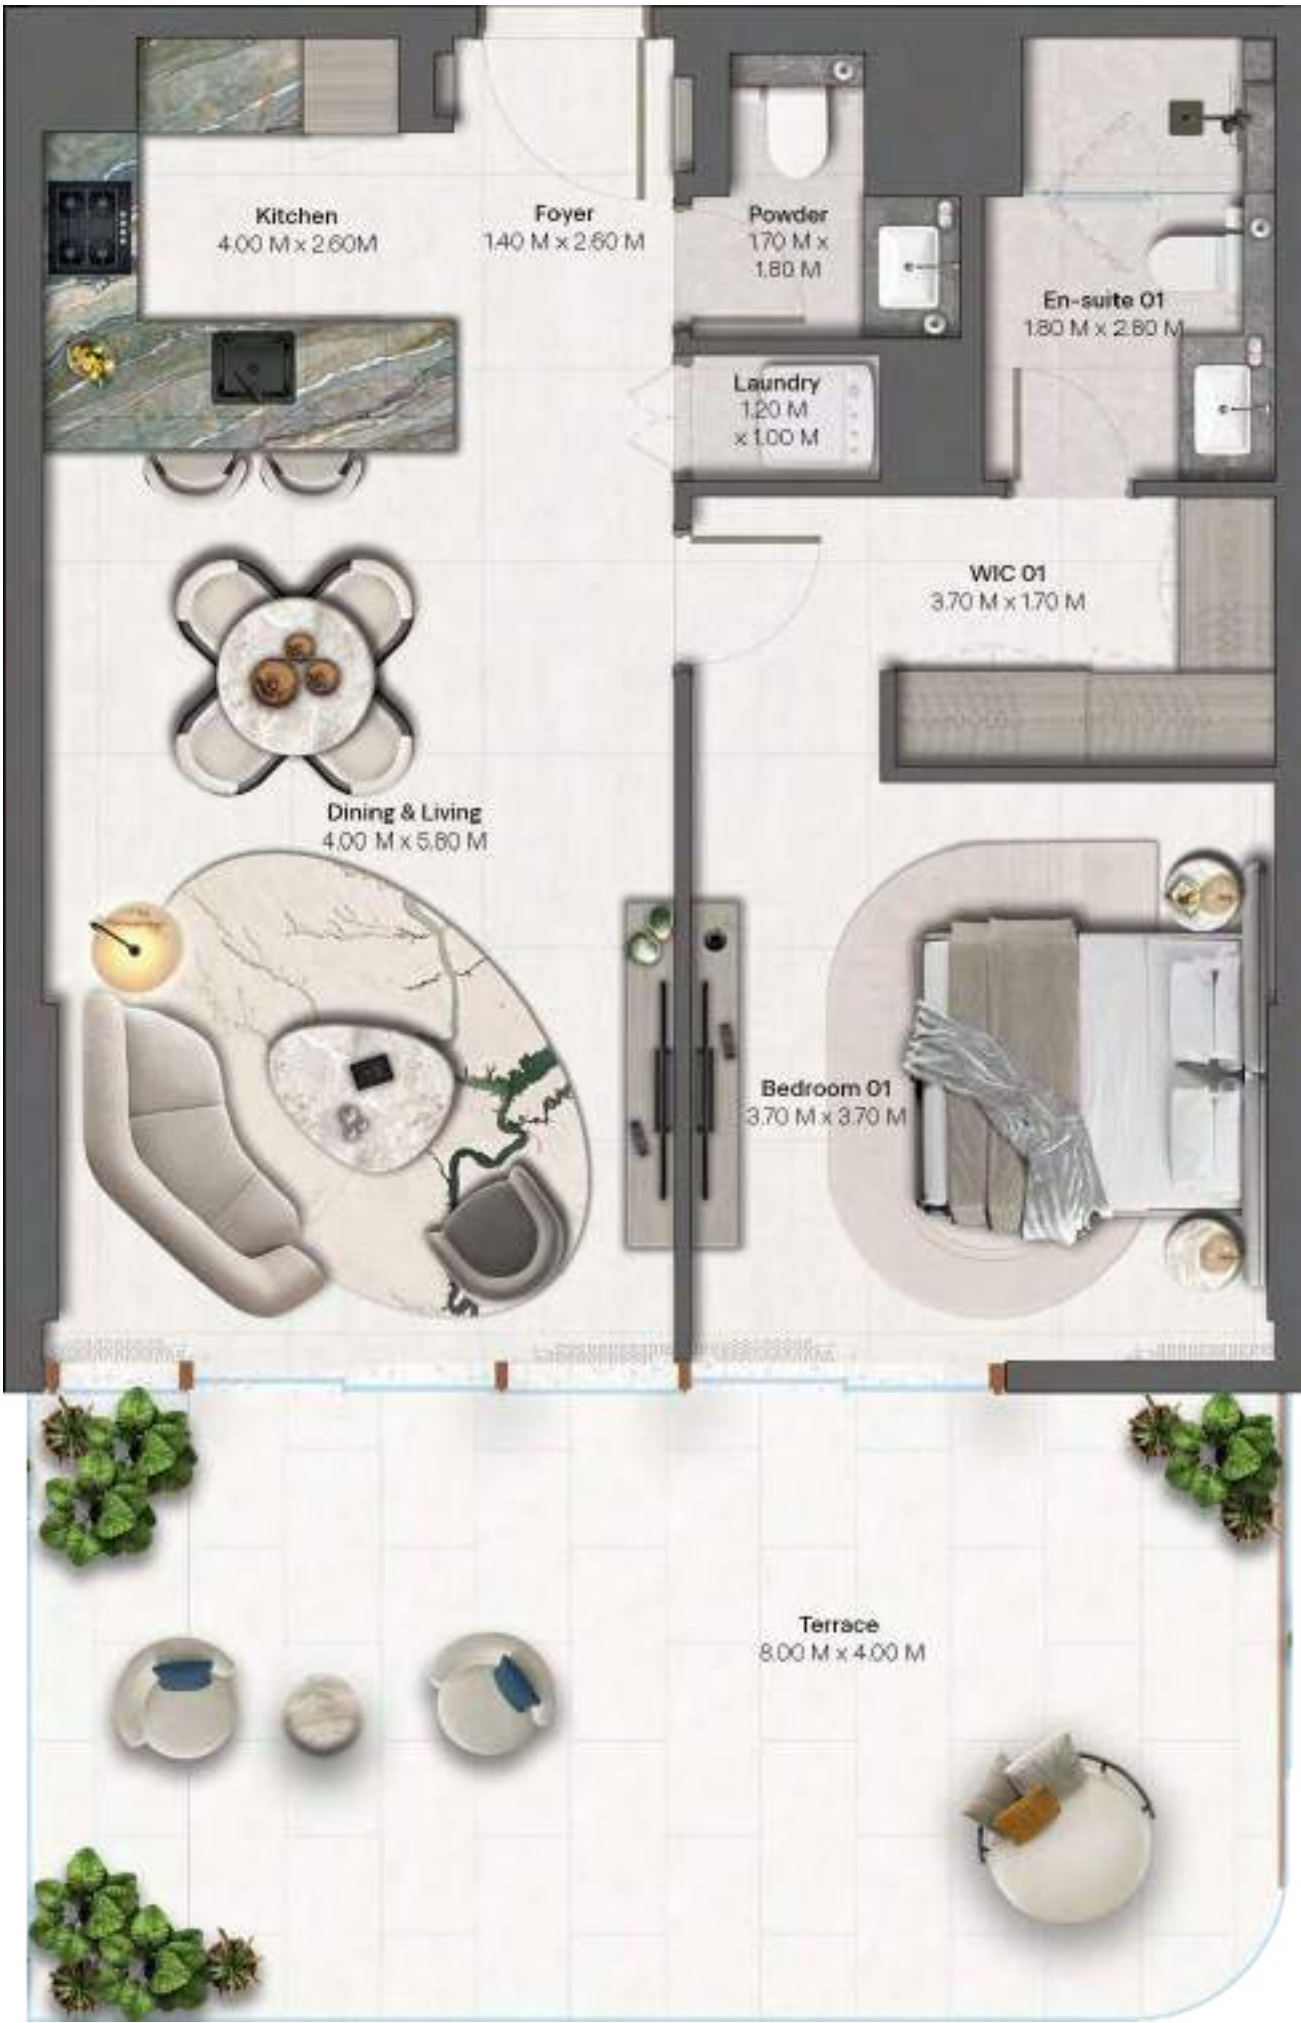 Kitchen
4.00 M x 2.60M
Foyer
1.40 M x 2.60 M
Powder
1.70 M x
1.80 M
En-suite 01
1.80 M x 2.80 M
Laundry
1.20 M
x 1.00 M
WIC 01
3.70 M x 1.70 M
Dining & Living
4.00 M x 5.80 M
Bedroom 01
3.70 M x 3.70 M
Terrace
8.00 M x 4.00 M